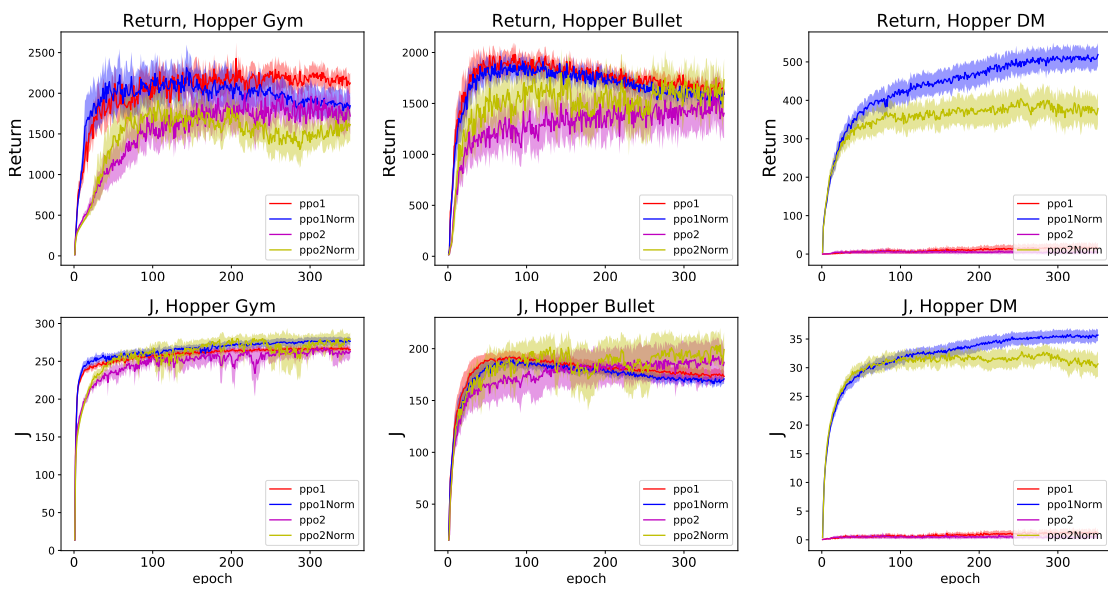 Return, Hopper Gym
Return
2500
2000
1500
1000
500
0
0
100
200
300
ppo1
ppo1Norm
ppo2
ppo2Norm
Return, Hopper Bullet
Return
2000
1500
1000
500
0
0
100
200
300
ppo1
ppo1Norm
ppo2
ppo2Norm
Return, Hopper DM
Return
500
400
300
200
100
0
0
100
200
300
ppo1
ppo1Norm
ppo2
ppo2Norm
J, Hopper Gym
J
300
250
200
150
100
50
0
0
100
200
300
epoch
ppo1
ppo1Norm
ppo2
ppo2Norm
J, Hopper Bullet
J
200
150
100
50
0
100
200
300
epoch
ppo1
ppo1Norm
ppo2
ppo2Norm
J, Hopper DM
J
35
30
25
20
15
10
5
0
0
100
200
300
epoch
ppo1
ppo1Norm
ppo2
ppo2Norm